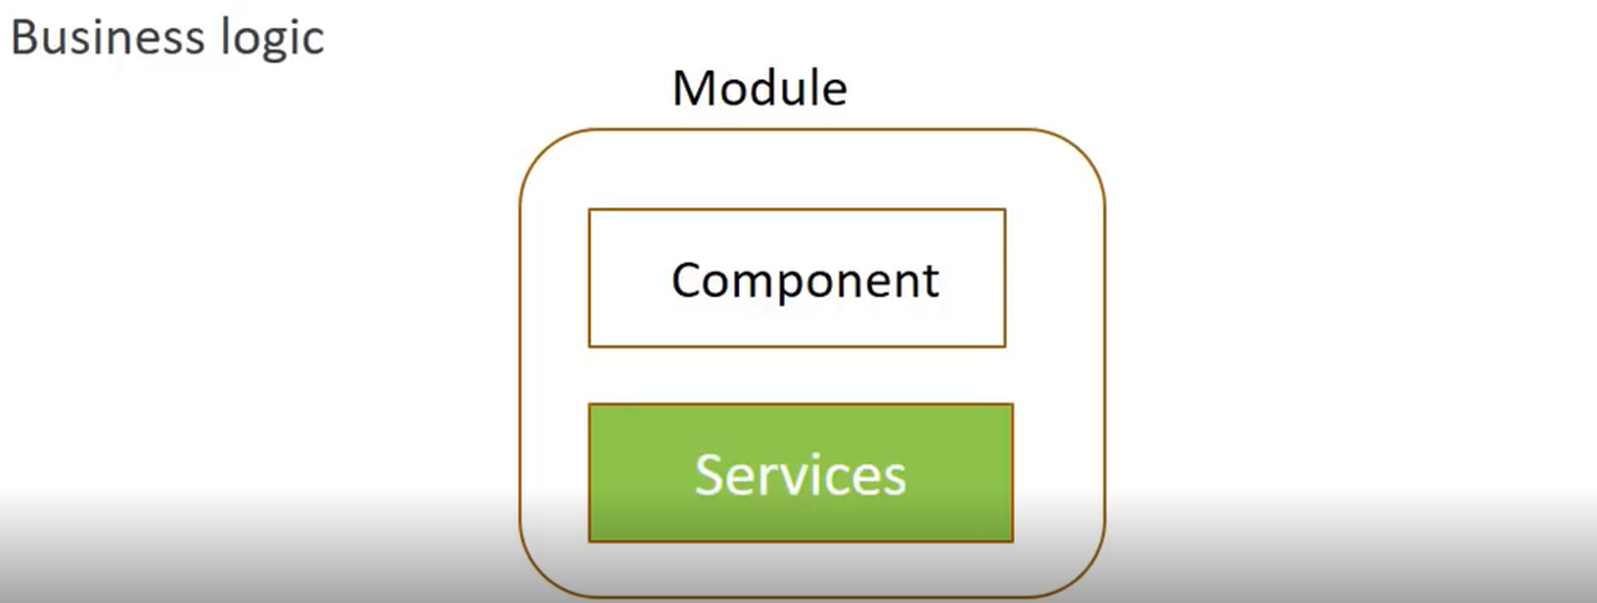 Business logic
Module
Component
Services